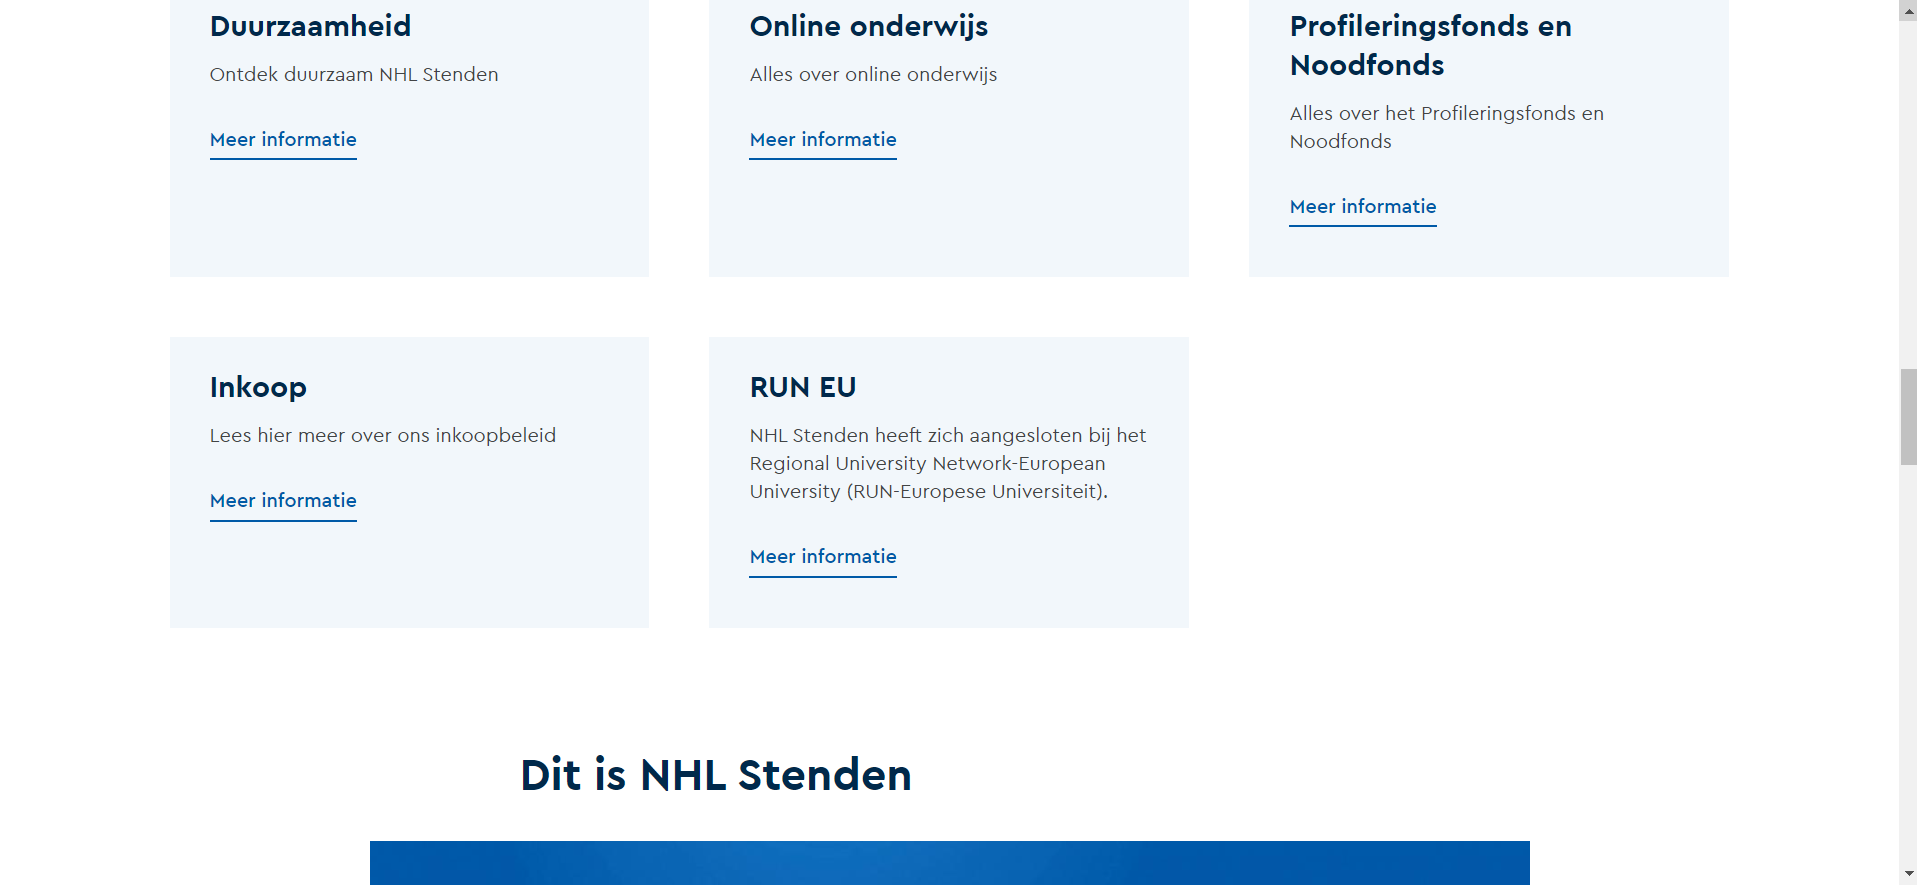 Duurzaamheid
Ontdek duurzaam NHL Stenden
Meer informatie
Online onderwijs
Alles over online onderwijs
Meer informatie
Profileringsfonds en
Noodfonds
Alles over het Profileringsfonds en
Noodfonds
Meer informatie
Inkoop
Lees hier meer over ons inkoopbeleid
Meer informatie
RUN EU
NHL Stenden heeft zich aangesloten bij het
Regional University Network-European
University (RUN-Europese Universiteit).
Meer informatie
Dit is NHL Stenden